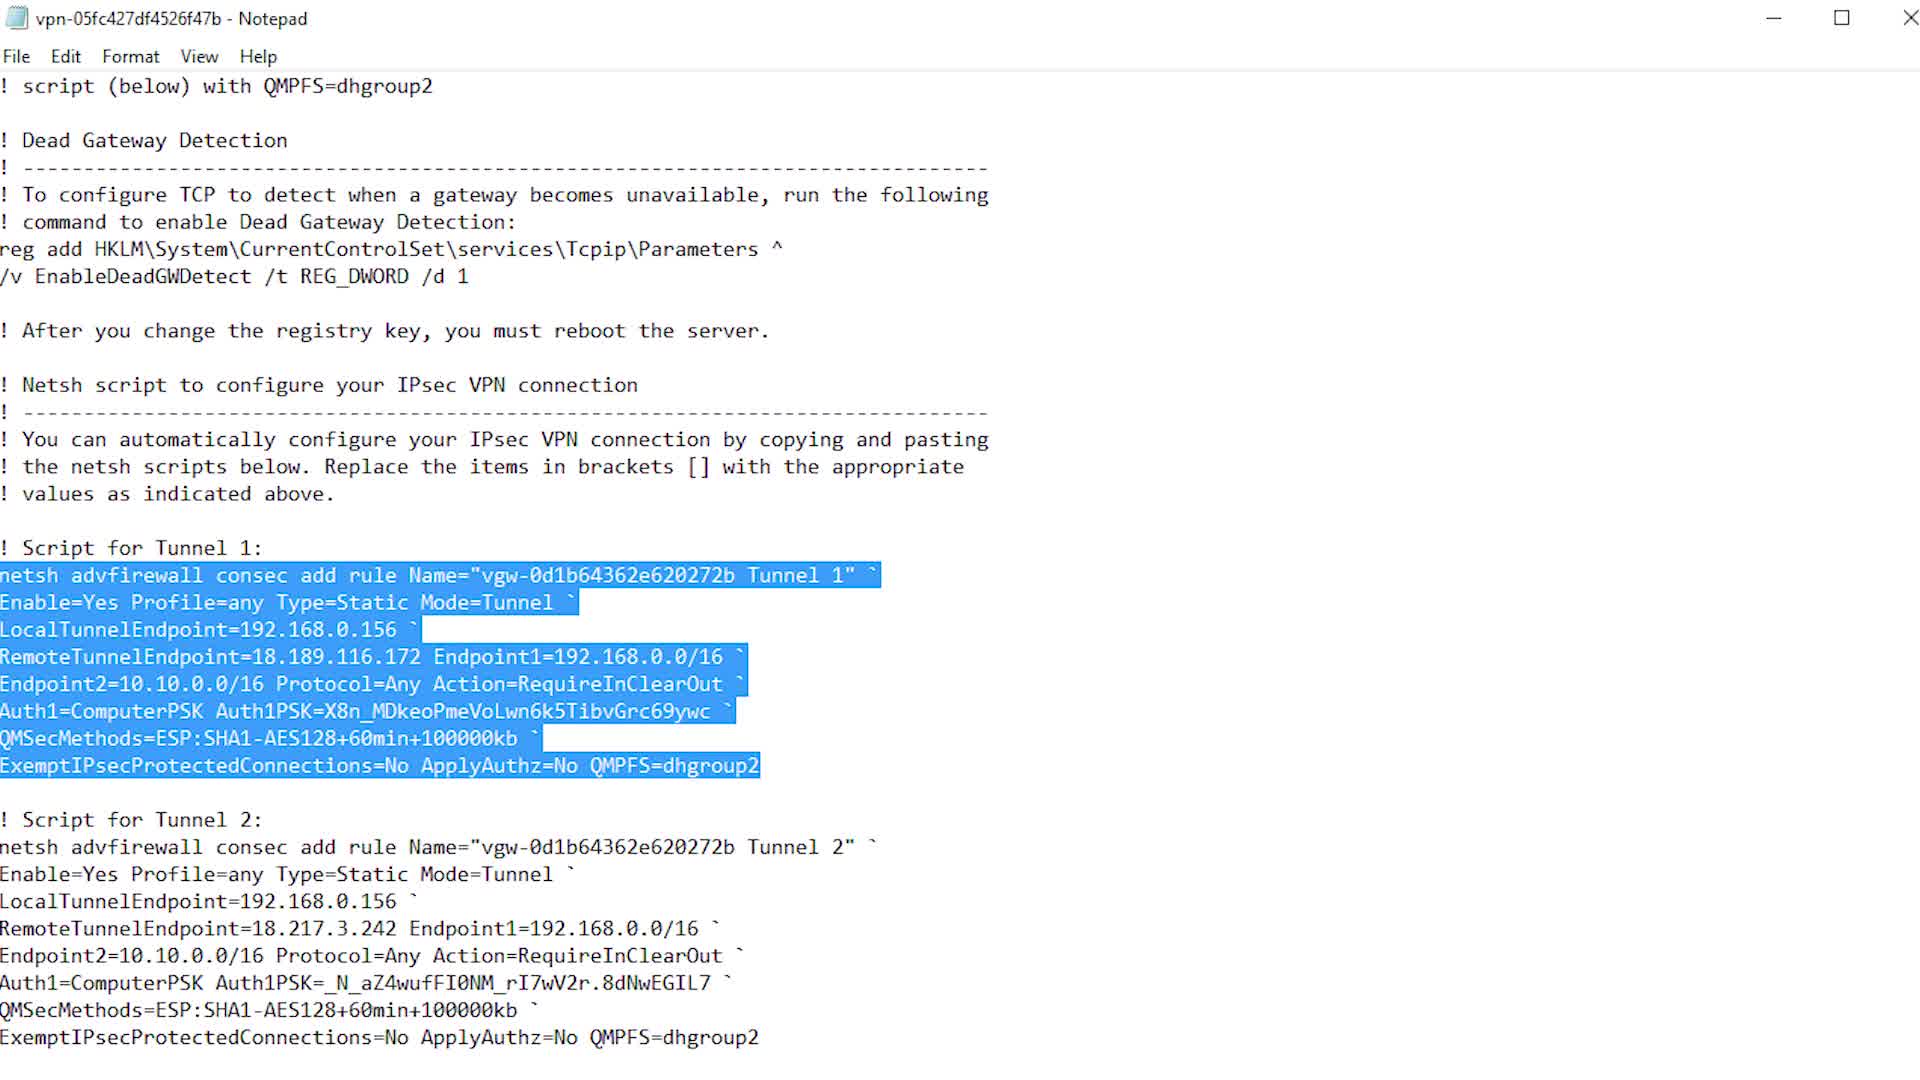 vpn-05fc427df4526f47b - Notepad
File Edit Format View Help
! script (below) with QMPFS=dhgroup2
! Dead Gateway Detection
! --------------------------------------------------------------------------------
! To configure TCP to detect when a gateway becomes unavailable, run the following
! command to enable Dead Gateway Detection:
reg add HKLM\System\CurrentControlSet\services\Tcpip\Parameters ^
/v EnableDeadGWDetect /t REG_DWORD /d 1
! After you change the registry key, you must reboot the server.
! Netsh script to configure your IPsec VPN connection
! --------------------------------------------------------------------------------
! You can automatically configure your IPsec VPN connection by copying and pasting
! the netsh scripts below. Replace the items in brackets [] with the appropriate
! values as indicated above.
! Script for Tunnel 1:
netsh advfirewall consec add rule Name="vgw-0d1b64362e620272b Tunnel 1" `
Enable=Yes Profile=any Type=Static Mode=Tunnel `
LocalTunnelEndpoint=192.168.0.156 `
RemoteTunnelEndpoint=18.189.116.172 Endpoint1=192.168.0.0/16 `
Endpoint2=10.10.0.0/16 Protocol=Any Action=RequireInClearOut `
Auth1=ComputerPSK Auth1PSK=X8n_MDkeoPmeVoLwn6k5TibvGrc69ywc `
QMSecMethods=ESP:SHA1-AES128+60min+100000kb `
ExemptIPsecProtectedConnections=No ApplyAuthz=No QMPFS=dhgroup2
! Script for Tunnel 2:
netsh advfirewall consec add rule Name="vgw-0d1b64362e620272b Tunnel 2" `
Enable=Yes Profile=any Type=Static Mode=Tunnel `
LocalTunnelEndpoint=192.168.0.156 `
RemoteTunnelEndpoint=18.217.3.242 Endpoint1=192.168.0.0/16 `
Endpoint2=10.10.0.0/16 Protocol=Any Action=RequireInClearOut `
Auth1=ComputerPSK Auth1PSK=_N_aZ4wufFI0NM_rI7wV2r.8dNwEGIL7 `
QMSecMethods=ESP:SHA1-AES128+60min+100000kb `
ExemptIPsecProtectedConnections=No ApplyAuthz=No QMPFS=dhgroup2